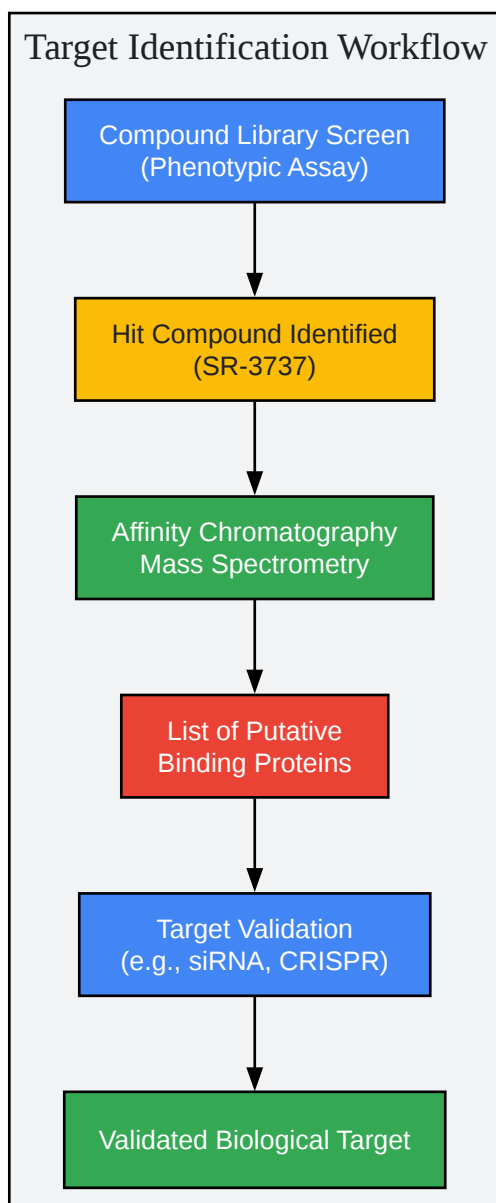 Target Identification Workflow
Compound Library Screen
(Phenotypic Assay)
Hit Compound Identified
(SR-3737)
Affinity Chromatography
Mass Spectrometry
List of Putative
Binding Proteins
Target Validation
(e.g., siRNA, CRISPR)
Validated Biological Target